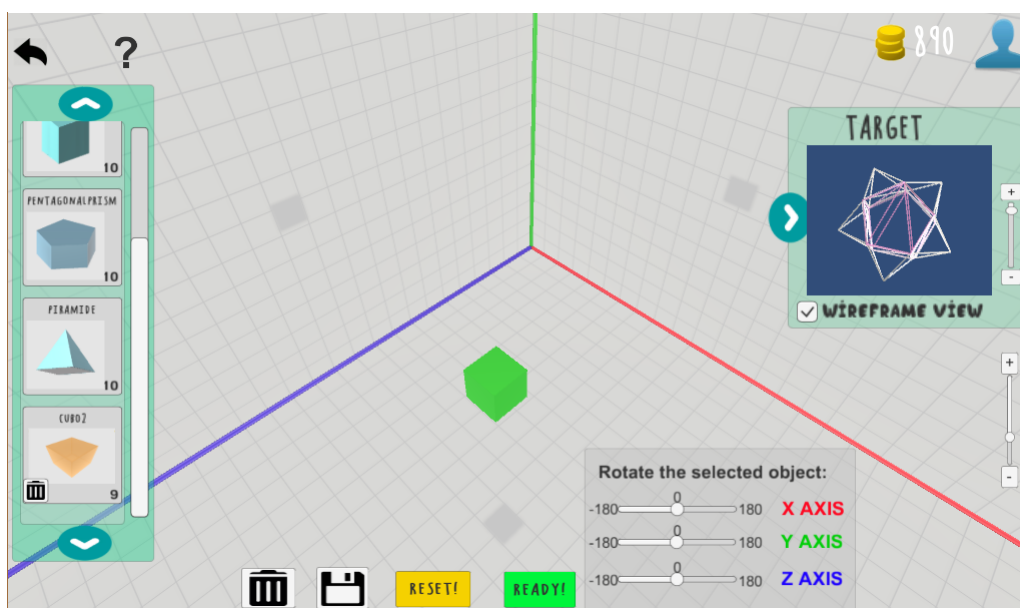 ?
890
10
PENTAGONALPRISM
10
PIRAMIDE
10
CUBO2
9
TARGET
+
-
WIREFRAME VIEW
+
-
Rotate the selected object:
0
-180 180 X AXIS
0
-180 180 Y AXIS
0
-180 180 Z AXIS
RESET!
READY!